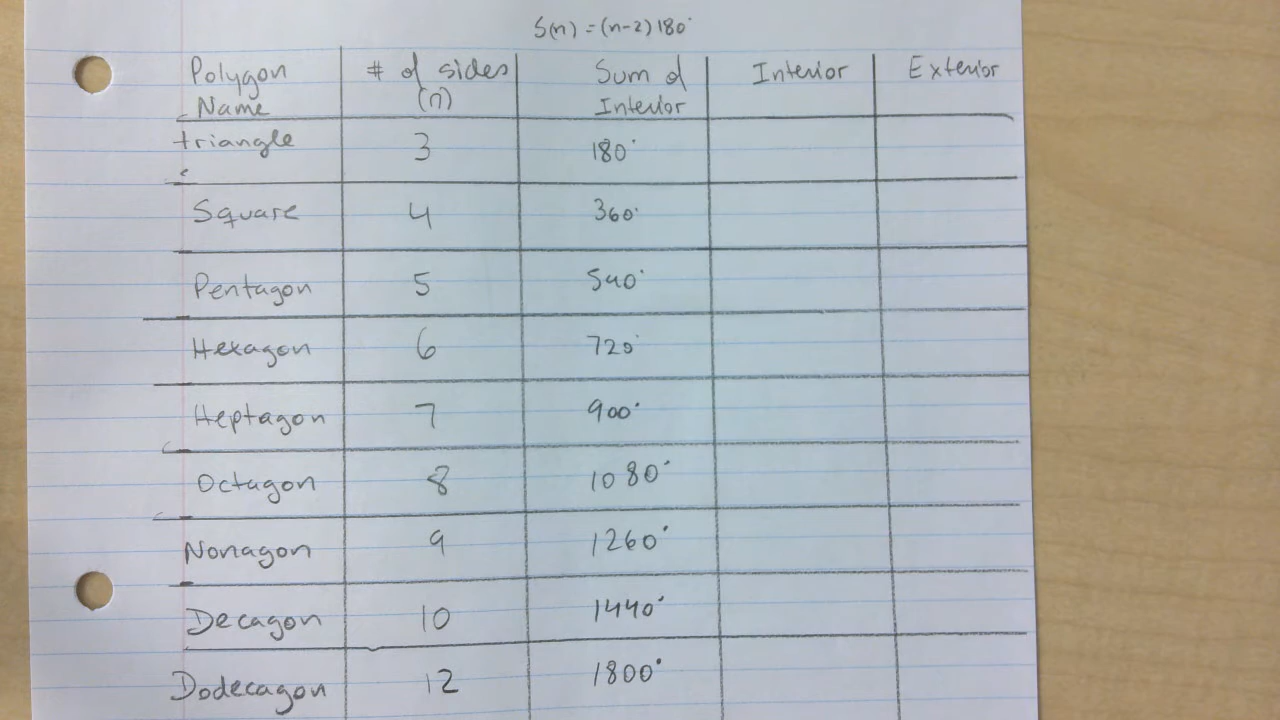 S(n) = (n-2) 180°
Polygon Name # of sides (n) Sum of Interior Interior Exterior
triangle 3 180°
Square 4 360°
Pentagon 5 540°
Hexagon 6 720°
Heptagon 7 900°
Octagon 8 1080°
Nonagon 9 1260°
Decagon 10 1440°
Dodecagon 12 1800°